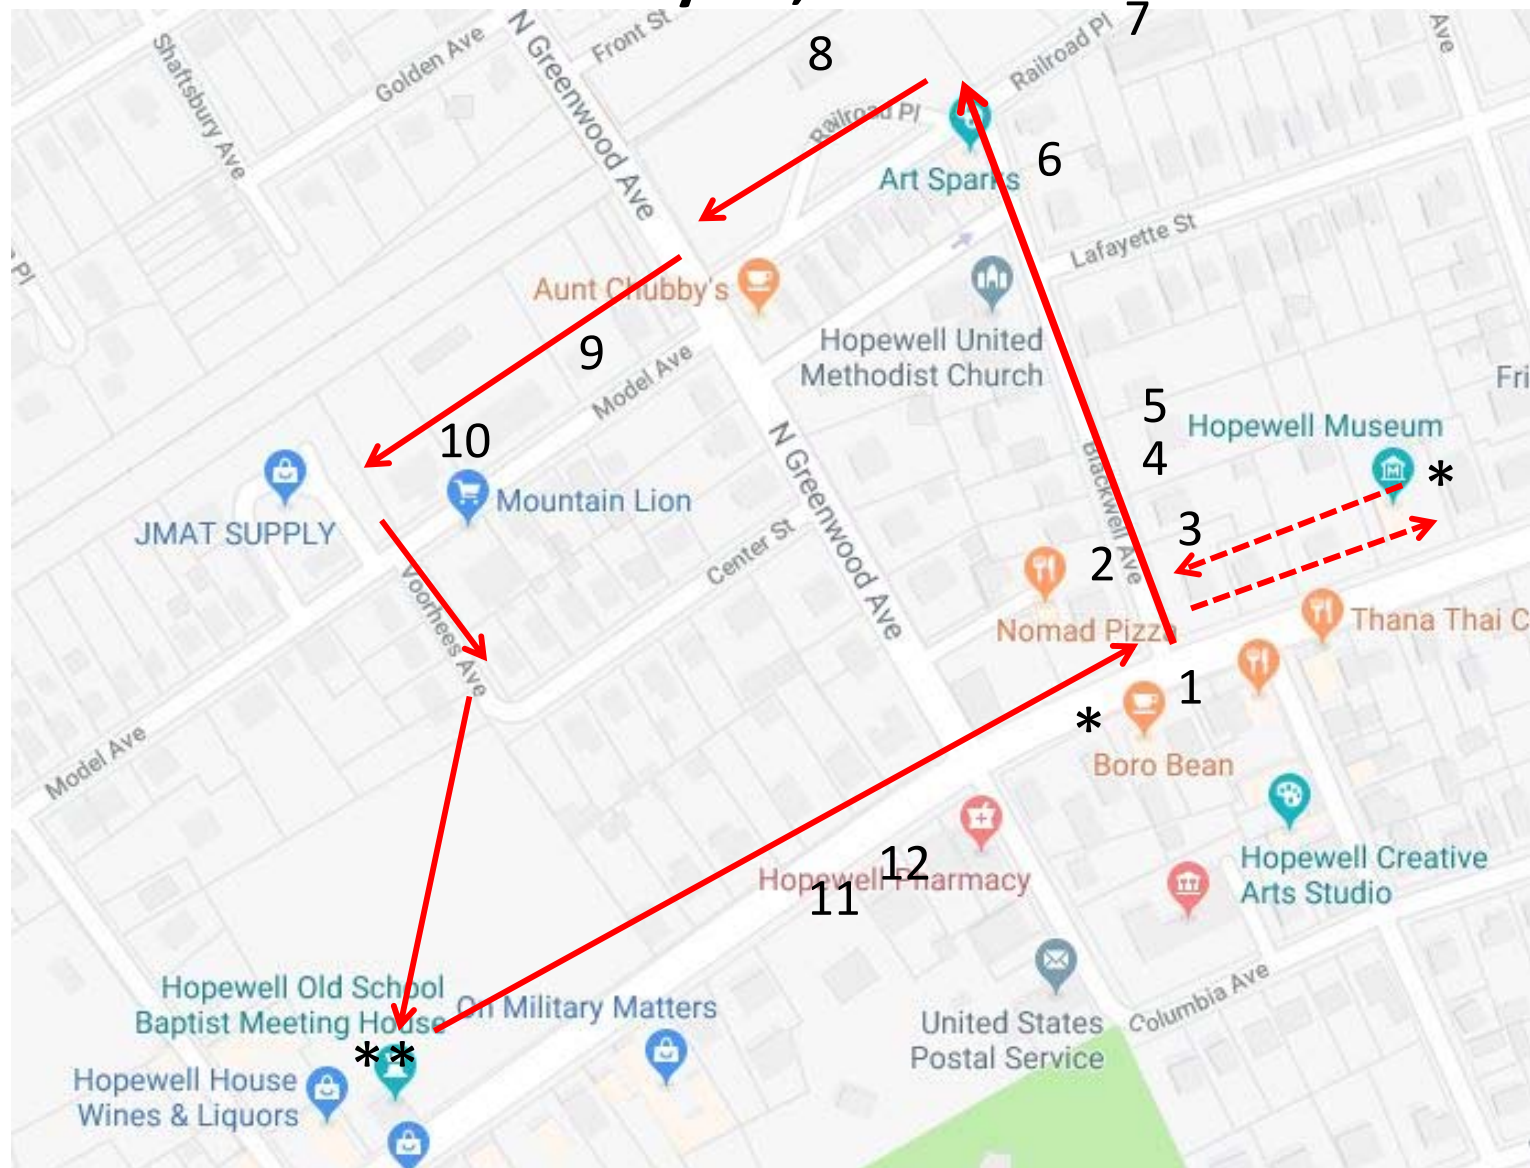 7
8
Front St
Golden Ave
N Greenwood Ave
Railroad Pl
Ave
Shaftsbury Ave
Railroad Pl
6
Art Sparks
Lafayette St
Pl
Aunt Chubby's
Hopewell United
Methodist Church
9
Model Ave
Fri
5
Hopewell Museum
4
*
10
Mountain Lion
JMAT SUPPLY
N Greenwood Ave
Blackwell Ave
Center St
3
2
Nomad Pizza
Thana Thai C
Voorhees Ave
1
*
Boro Bean
Model Ave
Hopewell Creative
Arts Studio
12
Hopewell Pharmacy
11
Hopewell Old School
Baptist Meeting House
On Military Matters
Columbia Ave
United States
Postal Service
**
Hopewell House
Wines & Liquors